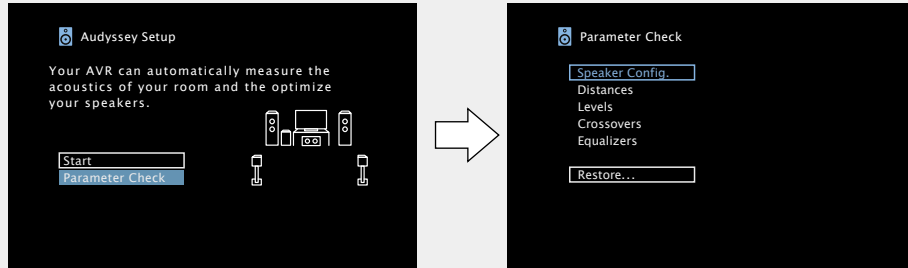 Audyssey Setup
Your AVR can automatically measure the
acoustics of your room and the optimize
your speakers.
Start
Parameter Check
Parameter Check
Speaker Config.
Distances
Levels
Crossovers
Equalizers
Restore...